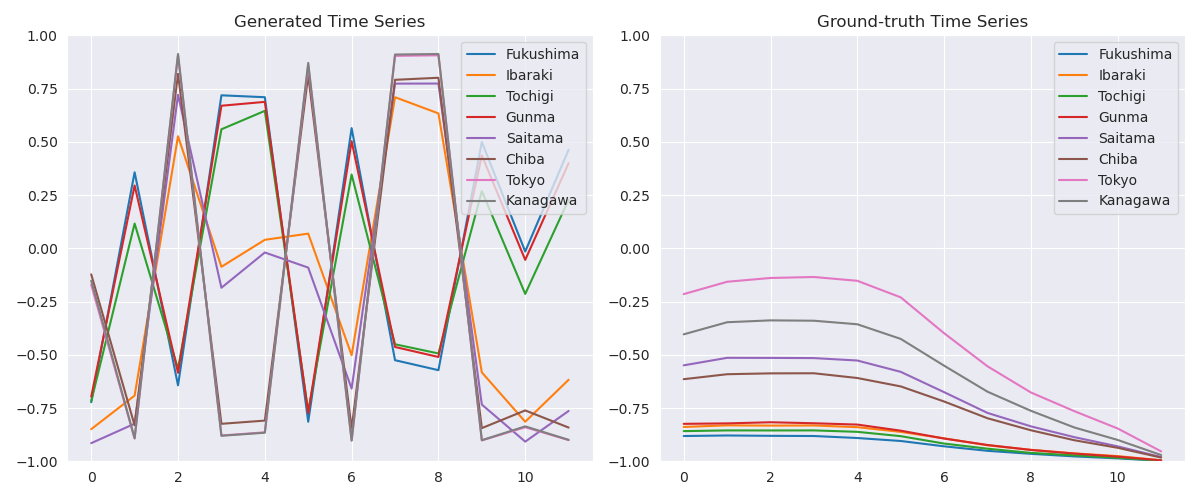 Generated Time Series
1.00
0.75
0.50
0.25
0.00
−0.25
−0.50
−0.75
−1.00
0 2 4 6 8 10
Fukushima
Ibaraki
Tochigi
Gunma
Saitama
Chiba
Tokyo
Kanagawa
Ground-truth Time Series
1.00
0.75
0.50
0.25
0.00
−0.25
−0.50
−0.75
−1.00
0 2 4 6 8 10
Fukushima
Ibaraki
Tochigi
Gunma
Saitama
Chiba
Tokyo
Kanagawa